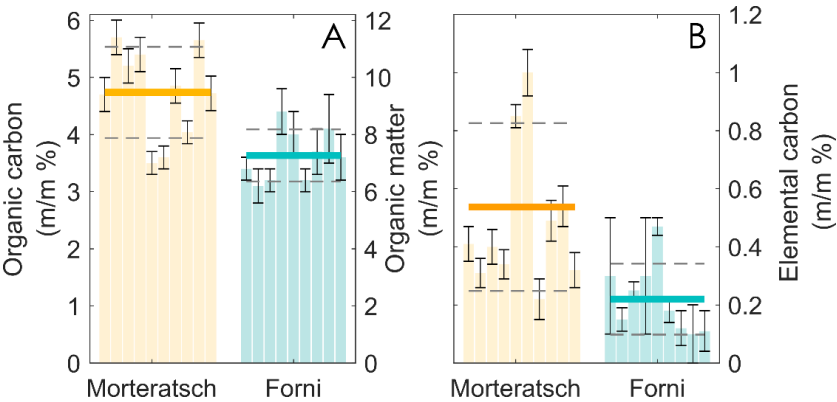 A
Organic carbon
(m/m %)
6
5
4
3
2
1
0
12
10
8
6
4
2
0
Organic matter
(m/m %)
Morteratsch
Forni
B
1.2
1
0.8
0.6
0.4
0.2
0
Elemental carbon
(m/m %)
Morteratsch
Forni